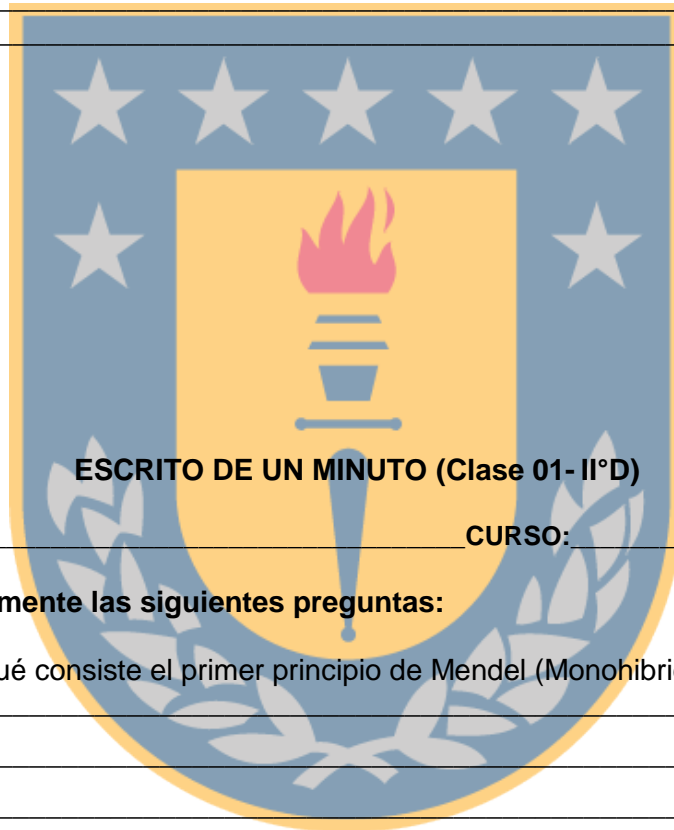 ESCRITO DE UN MINUTO (Clase 01- II°D)
CURSO:
mente las siguientes preguntas:
ué consiste el primer principio de Mendel (Monohibri